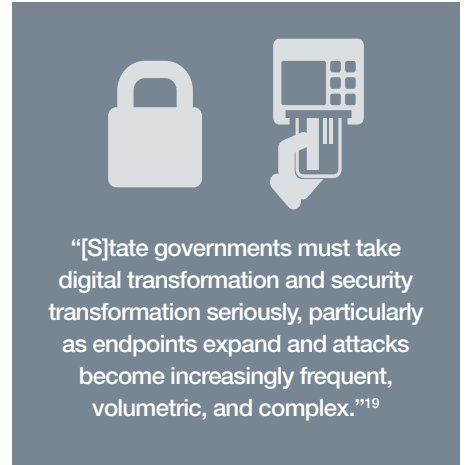 “[S]tate governments must take
digital transformation and security
transformation seriously, particularly
as endpoints expand and attacks
become increasingly frequent,
volumetric, and complex.”19